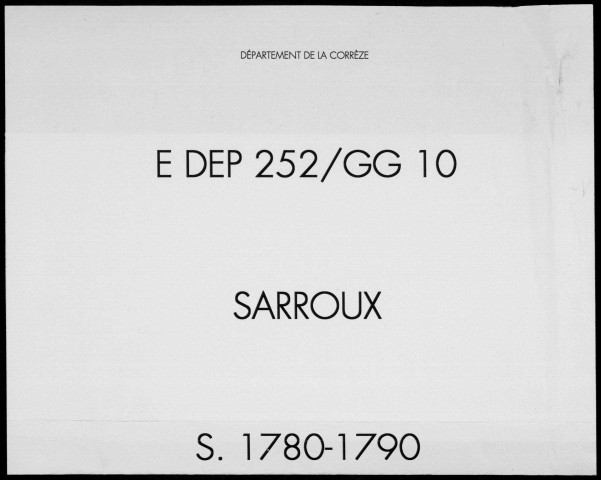 DÉPARTEMENT DE LA CORRÈZE
E DEP 252/GG 10
SARROUX
S. 1780-1790